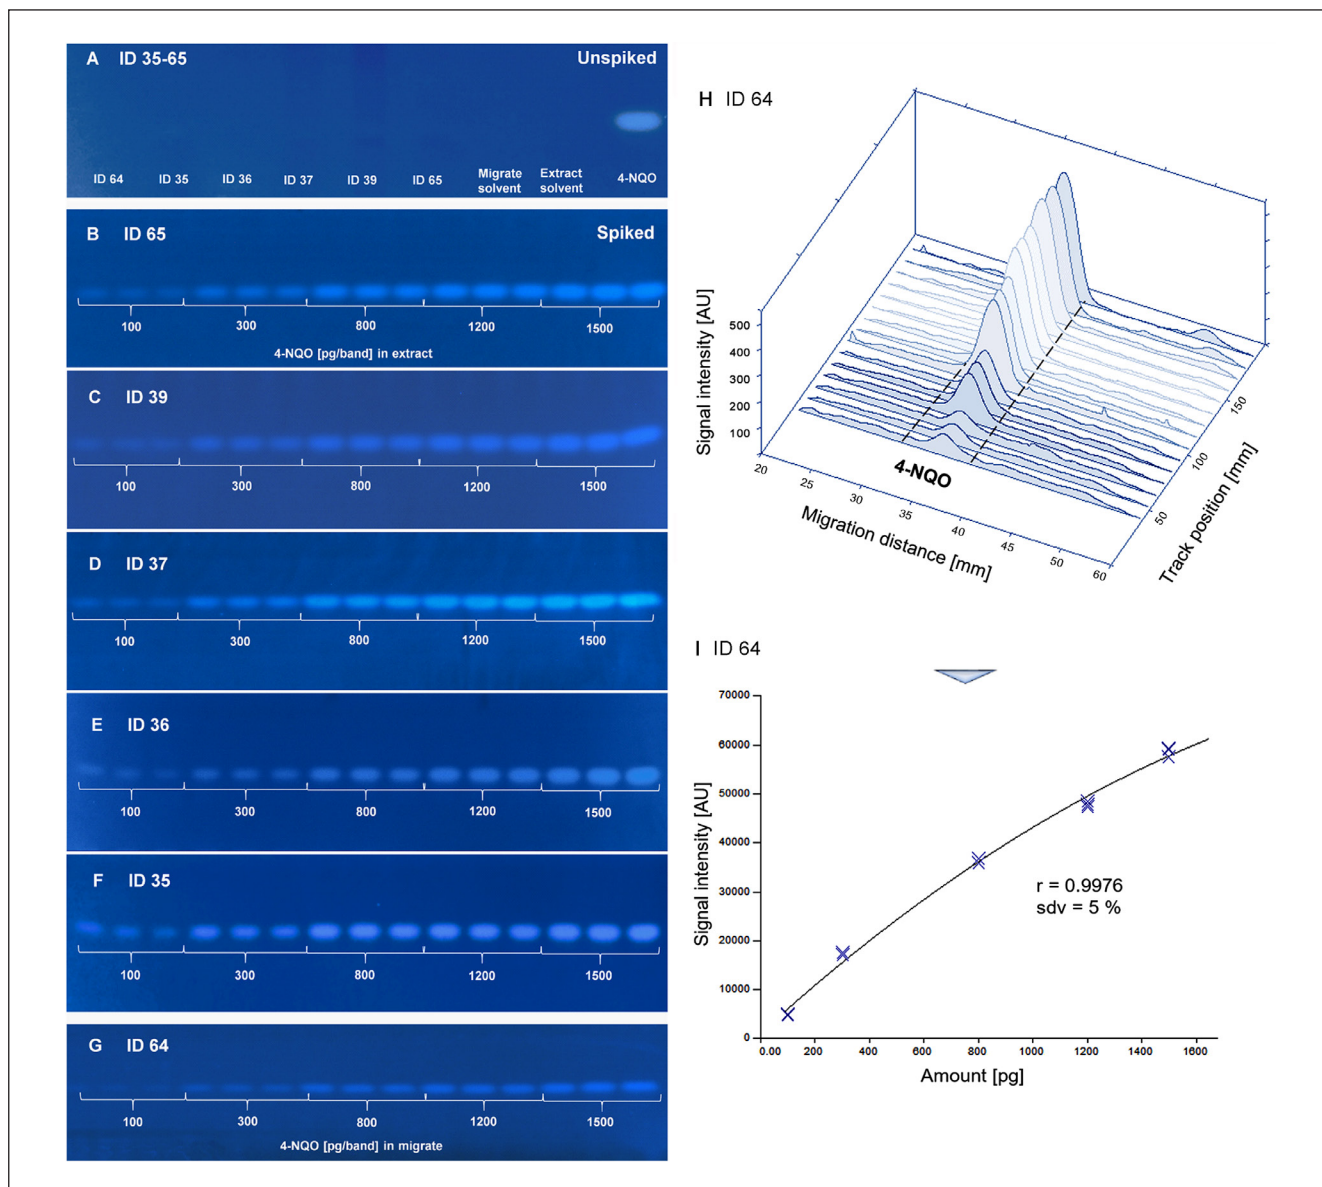 A ID 35-65 Unspiked
ID 64 ID 35 ID 36 ID 37 ID 39 ID 65 Migrate solvent Extract solvent 4-NQO
B ID 65 Spiked
100 300 800 1200 1500
4-NQO [pg/band] in extract
C ID 39
100 300 800 1200 1500
D ID 37
100 300 800 1200 1500
E ID 36
100 300 800 1200 1500
F ID 35
100 300 800 1200 1500
G ID 64
100 300 800 1200 1500
4-NQO [pg/band] in migrate
H ID 64
Signal intensity [AU]
500
400
300
200
100
20 25 30 35 40 45 50 55 60
Migration distance [mm]
4-NQO
50 100 150
Track position [mm]
I ID 64
Signal intensity [AU]
70000
60000
50000
40000
30000
20000
10000
0
r = 0.9976
sdv = 5 %
0.00 200 400 600 800 1000 1200 1400 1600
Amount [pg]